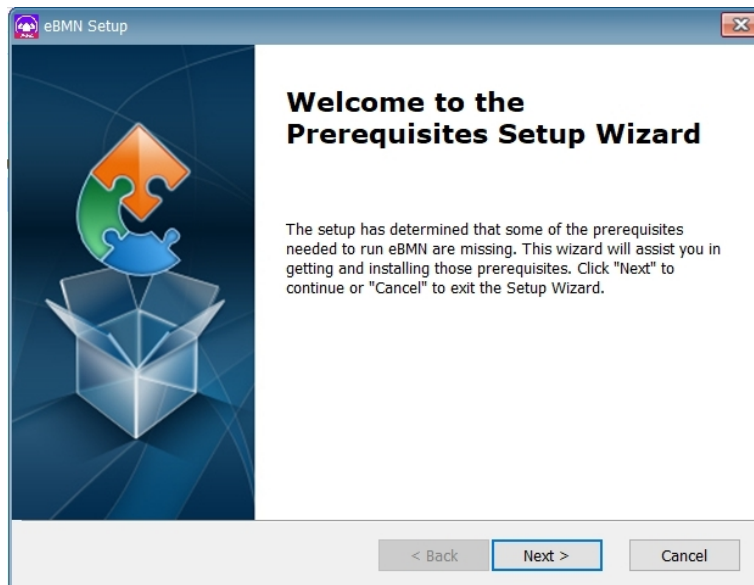 eBMN Setup
Welcome to the
Prerequisites Setup Wizard
The setup has determined that some of the prerequisites
needed to run eBMN are missing. This wizard will assist you in
getting and installing those prerequisites. Click "Next" to
continue or "Cancel" to exit the Setup Wizard.
< Back Next > Cancel